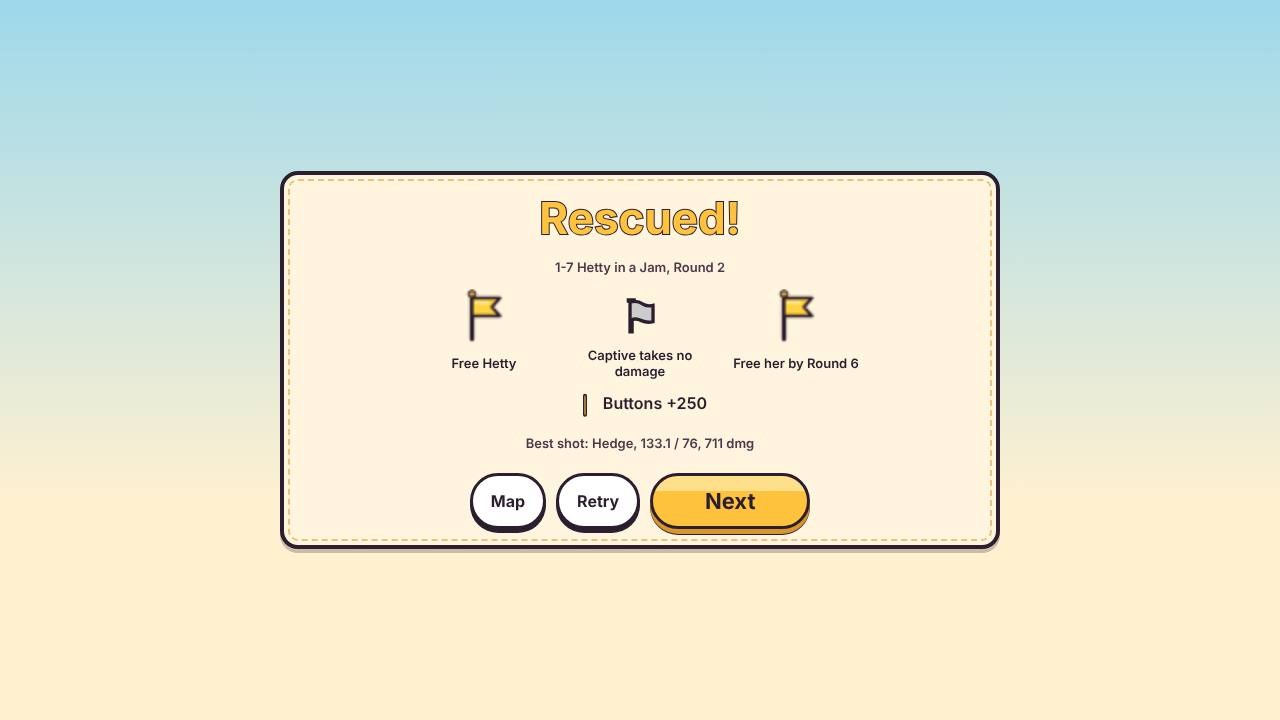 Rescued!
1-7 Hetty in a Jam, Round 2
Free Hetty
Captive takes no
damage
Free her by Round 6
Buttons +250
Best shot: Hedge, 133.1 / 76, 711 dmg
Map
Retry
Next